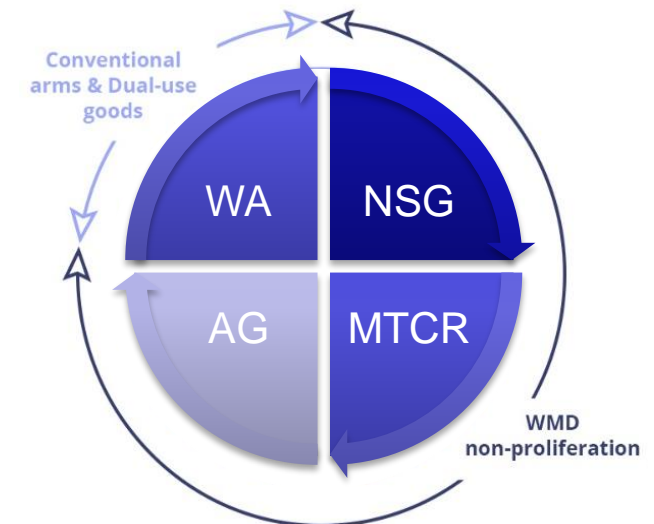 Conventional
arms & Dual-use
goods
WA
NSG
AG
MTCR
WMD
non-proliferation